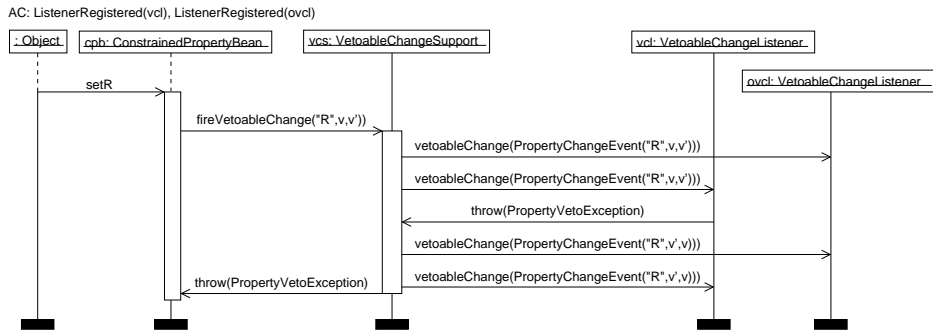 AC: ListenerRegistered(vcl), ListenerRegistered(ovcl)
: Object
cpb: ConstrainedPropertyBean
vcs: VetoableChangeSupport
vcl: VetoableChangeListener
ovcl: VetoableChangeListener
setR
fireVetoableChange("R",v,v'))
vetoableChange(PropertyChangeEvent("R",v,v')))
vetoableChange(PropertyChangeEvent("R",v,v')))
throw(PropertyVetoException)
vetoableChange(PropertyChangeEvent("R",v',v)))
vetoableChange(PropertyChangeEvent("R",v',v)))
throw(PropertyVetoException)